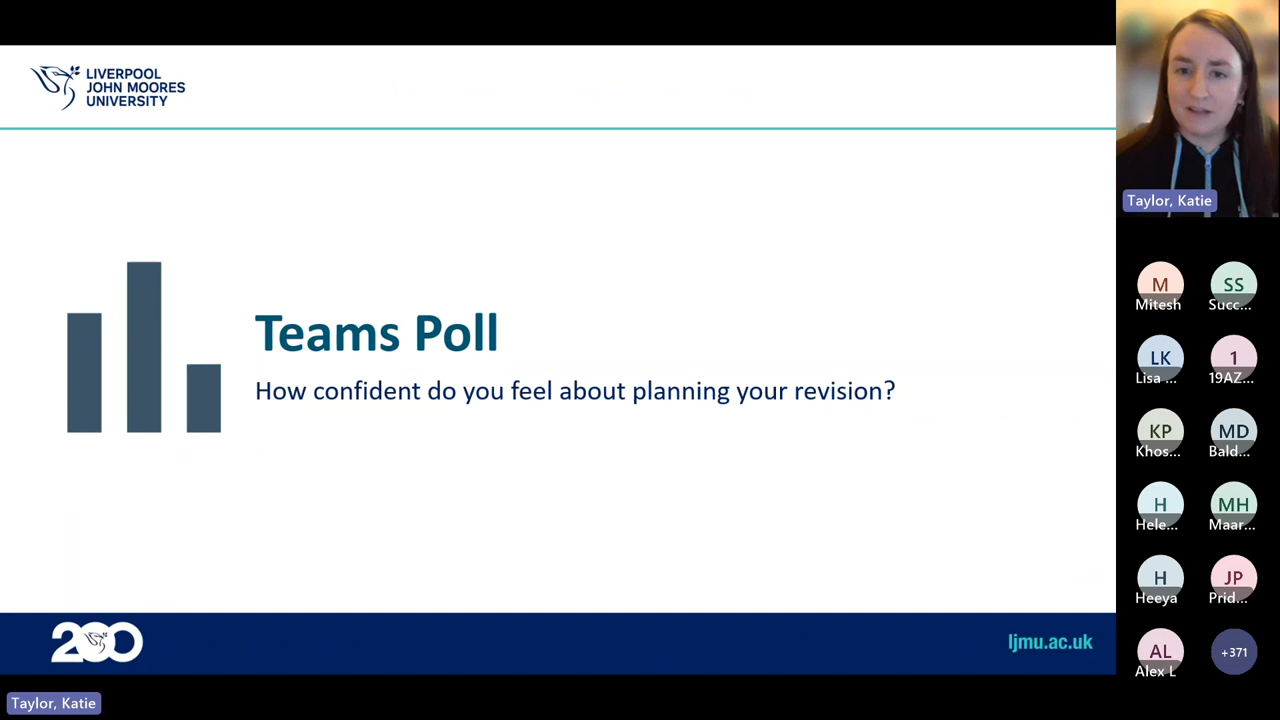 LIVERPOOL
JOHN MOORES
UNIVERSITY
Teams Poll
How confident do you feel about planning your revision?
200
ljmu.ac.uk
Taylor, Katie
Taylor, Katie
M
Mitesh
SS
Succ...
LK
Lisa ...
1
19AZ...
KP
Khos...
MD
Bald...
H
Hele...
MH
Maar...
H
Heeya
JP
Prid...
AL
Alex L
+371